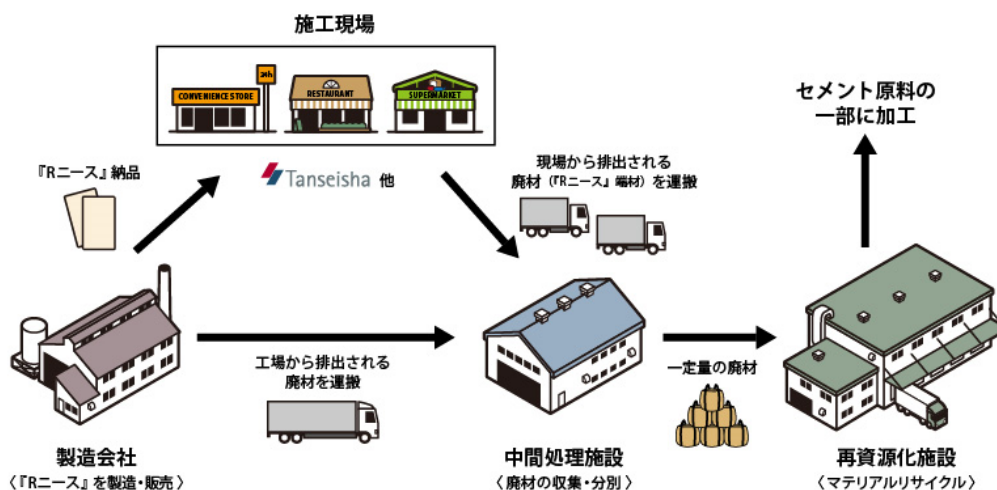 施工現場
24h
CONVENIENCE STORE
RESTAURANT
SUPERMARKET
Tanseisha 他
『Rニース』納品
現場から排出される
廃材（『Rニース』端材）を運搬
セメント原料の
一部に加工
工場から排出される
廃材を運搬
一定量の廃材
製造会社
〈『Rニース』を製造・販売〉
中間処理施設
〈廃材の収集・分別〉
再資源化施設
〈マテリアルリサイクル〉